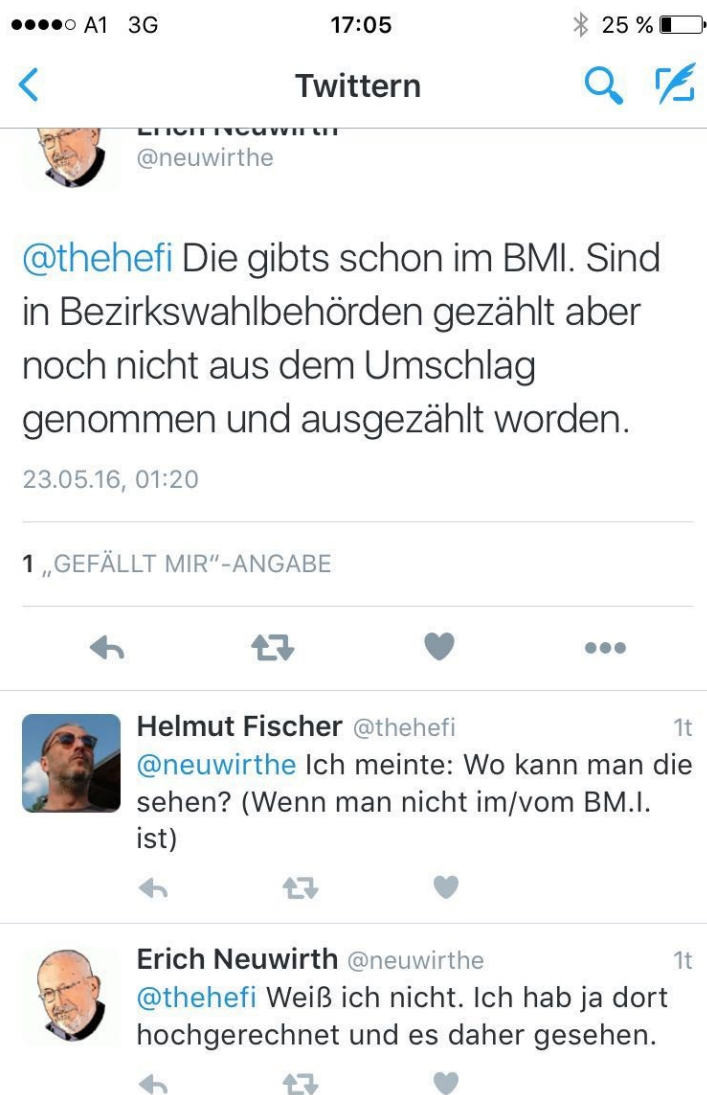 A1 3G 17:05 25 %
Twittern
Erich Neuwirth
@neuwirthe
@thehefi Die gibts schon im BMI. Sind
in Bezirkswahlbehörden gezählt aber
noch nicht aus dem Umschlag
genommen und ausgezählt worden.
23.05.16, 01:20
1 „GEFÄLLT MIR“-ANGABE
Helmut Fischer @thehefi 1t
@neuwirthe Ich meinte: Wo kann man die
sehen? (Wenn man nicht im/vom BM.I.
ist)
Erich Neuwirth @neuwirthe 1t
@thehefi Weiß ich nicht. Ich hab ja dort
hochgerechnet und es daher gesehen.